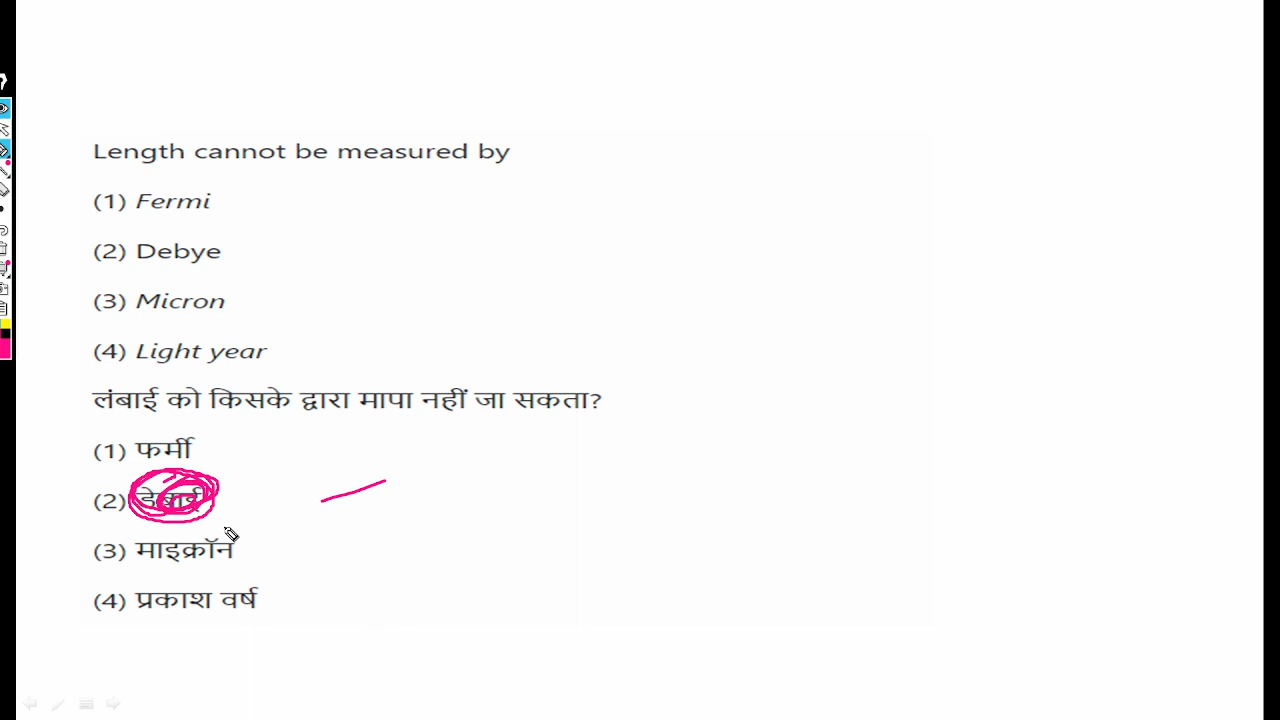 Length cannot be measured by
(1) Fermi
(2) Debye
(3) Micron
(4) Light year
लंबाई को किसके द्वारा मापा नहीं जा सकता?
(1) फर्मी
(2) डेबाई
(3) माइक्रॉन
(4) प्रकाश वर्ष